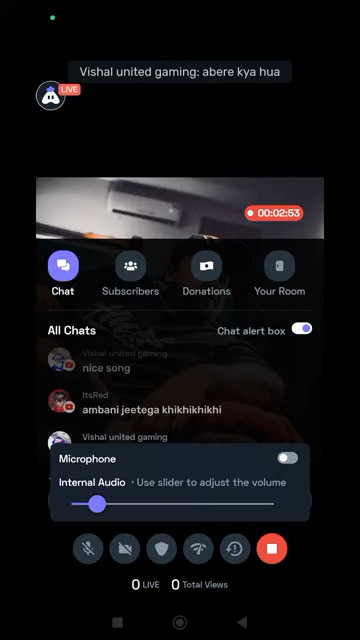 Vishal united gaming: abere kya hua
LIVE
00:02:53
Chat
Subscribers
Donations
Your Room
All Chats
Chat alert box
Vishal united gaming
nice song
ItsRed
ambani jeetega khikhikhikhi
Vishal united gaming
Microphone
Internal Audio · Use slider to adjust the volume
0 LIVE 0 Total Views